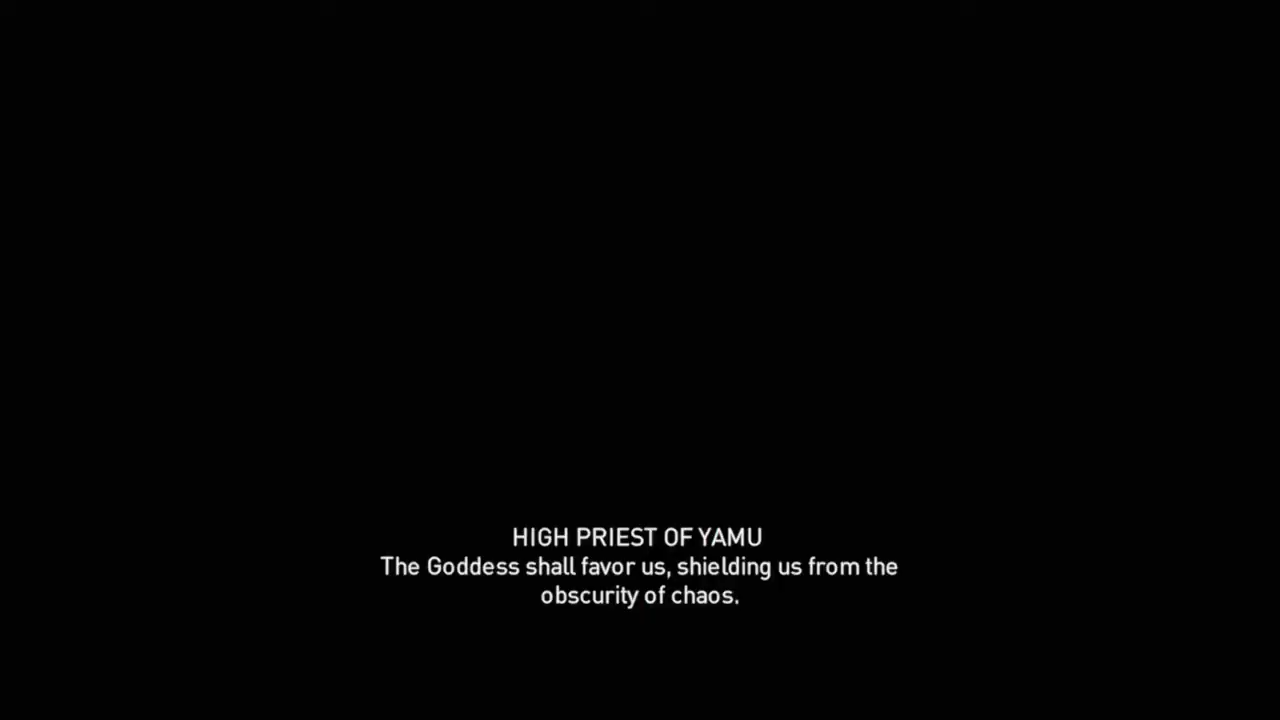 HIGH PRIEST OF YAMU
The Goddess shall favor us, shielding us from the
obscurity of chaos.